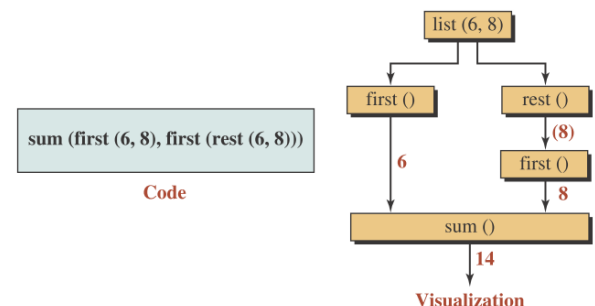 list (6, 8)
first ()
rest ()
sum (first (6, 8), first (rest (6, 8)))
(8)
6
first ()
Code
8
sum ()
14
Visualization